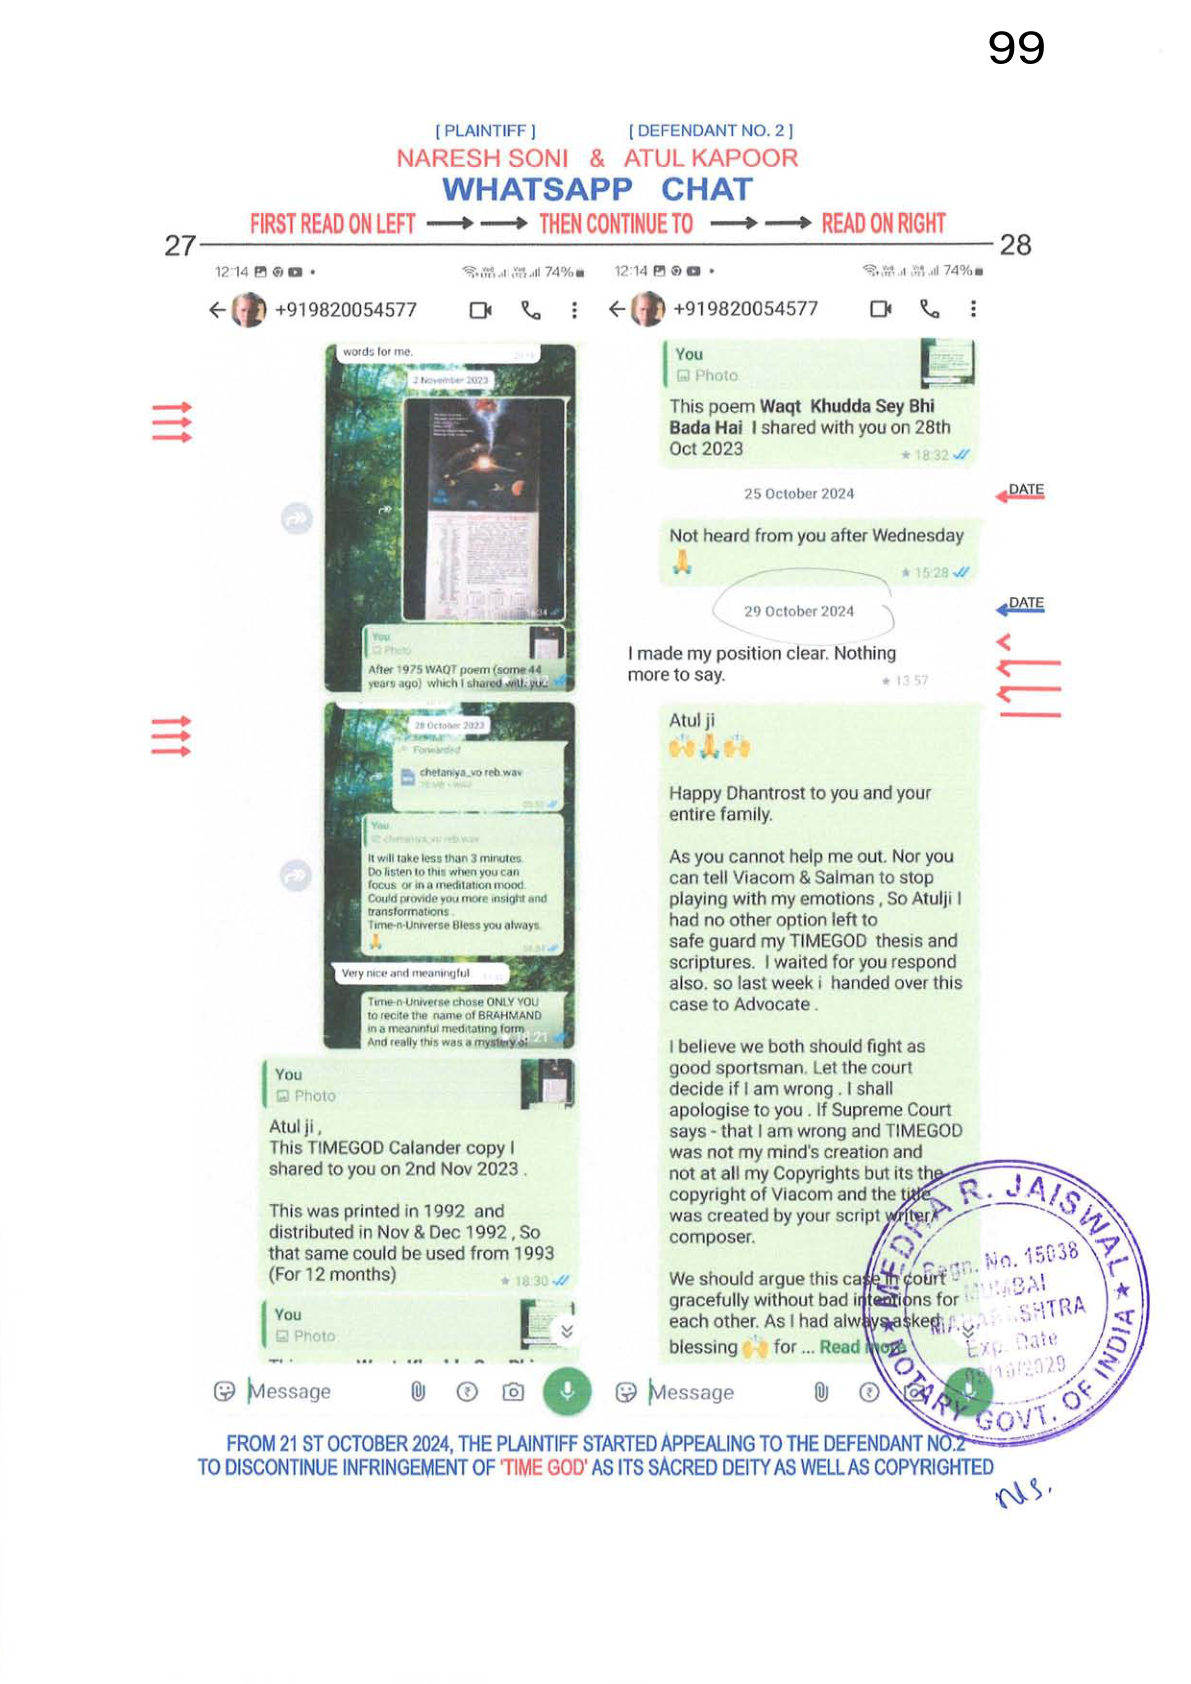 99
[ PLAINTIFF ] [ DEFENDANT NO. 2 ]
NARESH SONI & ATUL KAPOOR
WHATSAPP CHAT
FIRST READ ON LEFT THEN CONTINUE TO READ ON RIGHT
27 28
12:14 74%
+919820054577
words for me.
2 November 2023
You
Photo
After 1975 WAQT poem (some 44
years ago) which I shared with you
28 October 2023
Forwarded
chetaniya_vo reb.wav
You
chetaniya_vo reb.wav
It will take less than 3 minutes.
Do listen to this when you can
focus or in a meditation mood.
Could provide you more insight and
transformations .
Time-n-Universe Bless you always.
🙏
Very nice and meaningful
Time-n-Universe chose ONLY YOU
to recite the name of BRAHMAND
in a meaninful meditating form
And really this was a mystery of
18:21
You
Photo
Atul ji ,
This TIMEGOD Calander copy I
shared to you on 2nd Nov 2023 .
This was printed in 1992 and
distributed in Nov & Dec 1992 , So
that same could be used from 1993
(For 12 months)
18:30
You
Photo
Message
12:14 74%
+919820054577
You
Photo
This poem Waqt Khudda Sey Bhi
Bada Hai I shared with you on 28th
Oct 2023
18:32
25 October 2024
DATE
Not heard from you after Wednesday
🙏
15:28
29 October 2024
DATE
I made my position clear. Nothing
more to say.
13:57
Atul ji
🙌🙏🙌
Happy Dhantrost to you and your
entire family.
As you cannot help me out. Nor you
can tell Viacom & Salman to stop
playing with my emotions , So Atulji I
had no other option left to
safe guard my TIMEGOD thesis and
scriptures. I waited for you respond
also. so last week i handed over this
case to Advocate .
I believe we both should fight as
good sportsman. Let the court
decide if I am wrong . I shall
apologise to you . If Supreme Court
says - that I am wrong and TIMEGOD
was not my mind's creation and
not at all my Copyrights but its the
copyright of Viacom and the title
was created by your script writer
composer.
We should argue this case in court
gracefully without bad intentions for
each other. As I had always asked
blessing 🙌 for ... Read more
Message
MEDHA R. JAISWAL
Regn. No. 15038
MUMBAI
MAHARASHTRA
Exp. Date
NOTARY GOVT. OF INDIA
FROM 21 ST OCTOBER 2024, THE PLAINTIFF STARTED APPEALING TO THE DEFENDANT NO.2
TO DISCONTINUE INFRINGEMENT OF 'TIME GOD' AS ITS SACRED DEITY AS WELL AS COPYRIGHTED